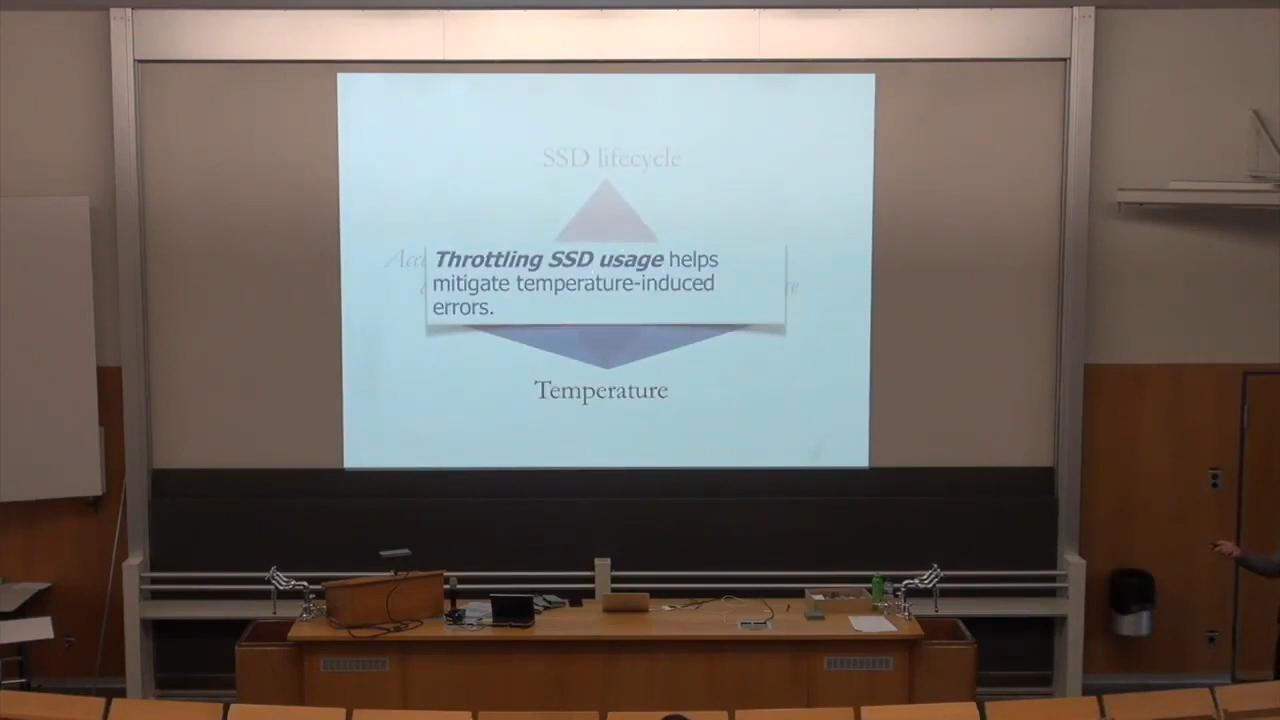 SSD lifecycle
Throttling SSD usage helps
mitigate temperature-induced
errors.
Temperature